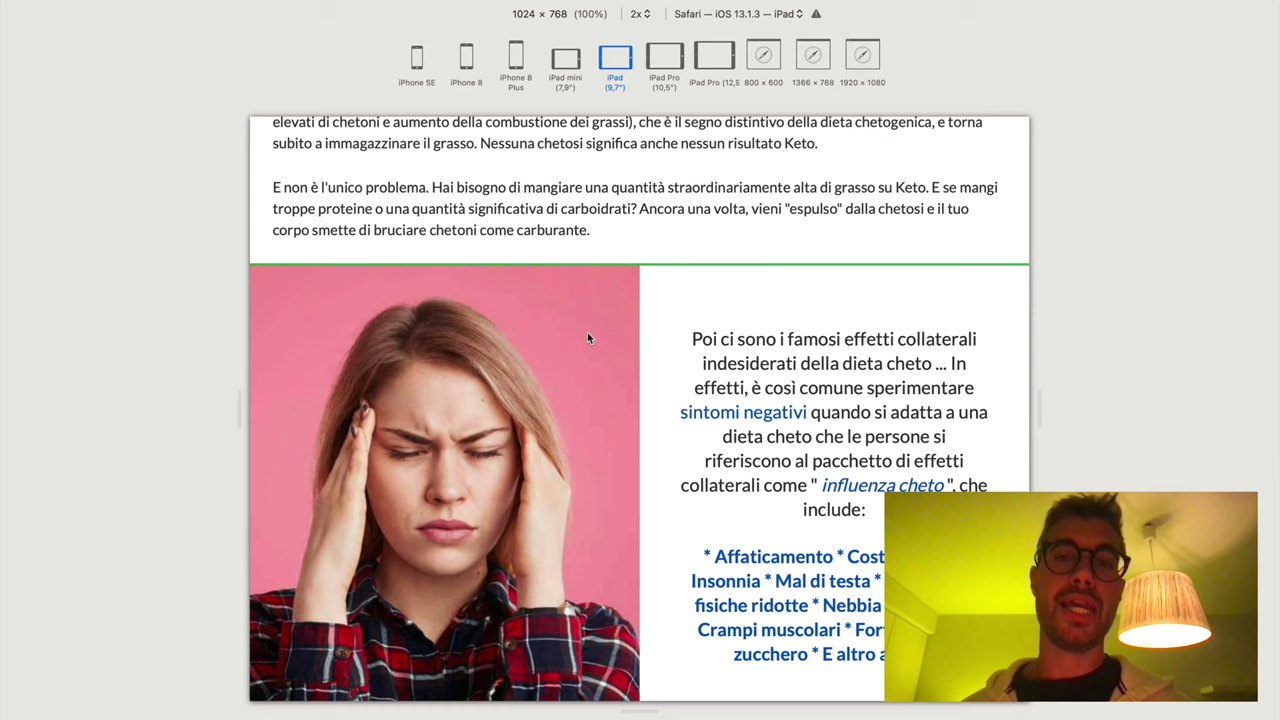 1024 × 768 (100%) 2x Safari — iOS 13.1.3 — iPad
iPhone SE
iPhone 8
iPhone 8
Plus
iPad mini
(7,9")
iPad
(9,7")
iPad Pro
(10,5")
iPad Pro (12,9
800 × 600
1366 × 768
1920 × 1080
elevati di chetoni e aumento della combustione dei grassi), che è il segno distintivo della dieta chetogenica, e torna
subito a immagazzinare il grasso. Nessuna chetosi significa anche nessun risultato Keto.
E non è l'unico problema. Hai bisogno di mangiare una quantità straordinariamente alta di grasso su Keto. E se mangi
troppe proteine o una quantità significativa di carboidrati? Ancora una volta, vieni "espulso" dalla chetosi e il tuo
corpo smette di bruciare chetoni come carburante.
Poi ci sono i famosi effetti collaterali
indesiderati della dieta cheto ... In
effetti, è così comune sperimentare
sintomi negativi quando si adatta a una
dieta cheto che le persone si
riferiscono al pacchetto di effetti
collaterali come " influenza cheto ", che
include:
* Affaticamento * Cost
Insonnia * Mal di testa *
fisiche ridotte * Nebbia
Crampi muscolari * For
zucchero * E altro a